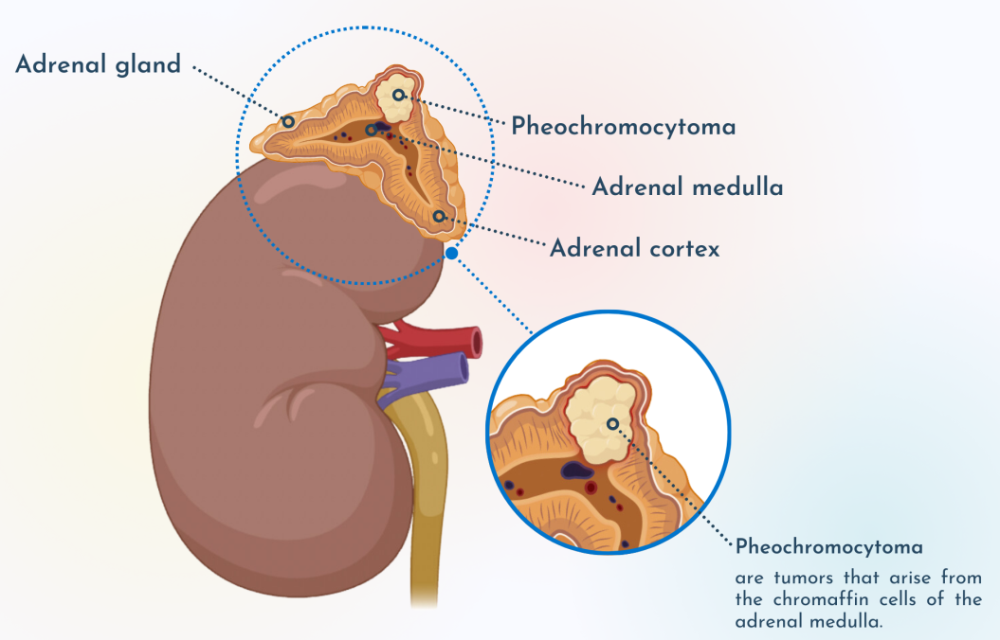 Adrenal gland
Pheochromocytoma
Adrenal medulla
Adrenal cortex
Pheochromocytoma
are tumors that arise from
the chromaffin cells of the
adrenal medulla.